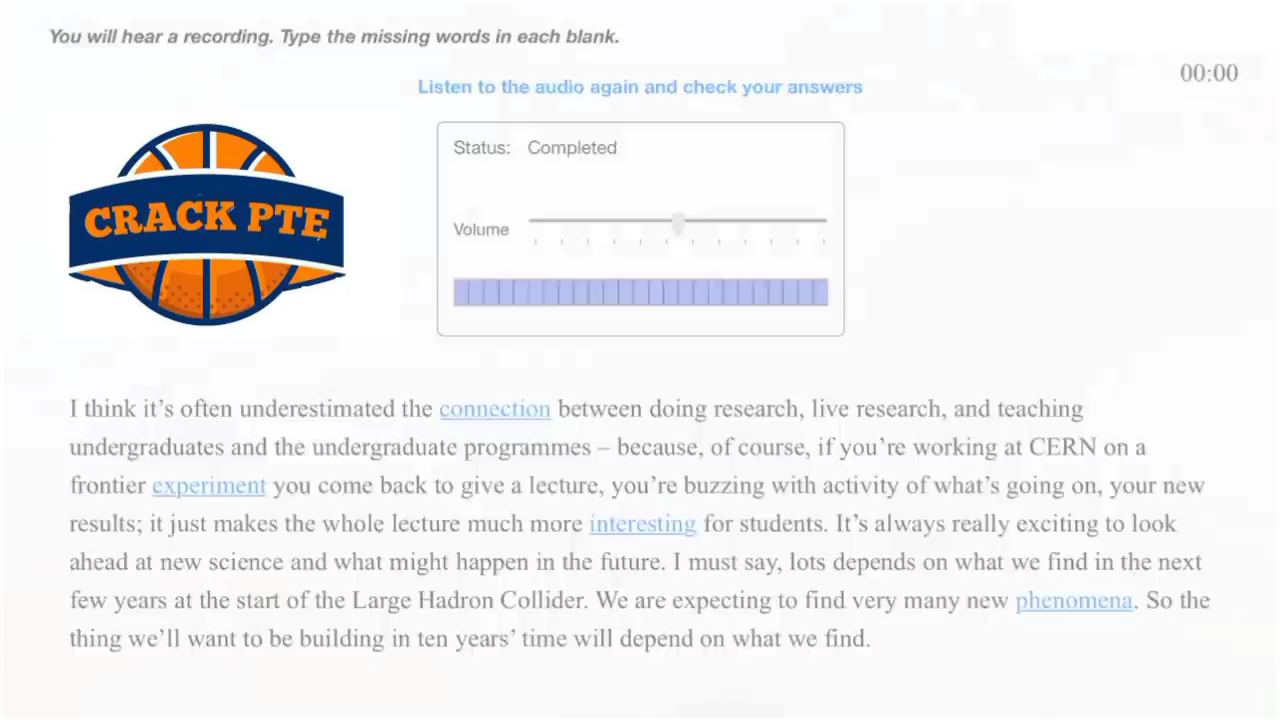 You will hear a recording. Type the missing words in each blank.
00:00
Listen to the audio again and check your answers
CRACK PTE
Status: Completed
Volume
I think it’s often underestimated the connection between doing research, live research, and teaching
undergraduates and the undergraduate programmes – because, of course, if you’re working at CERN on a
frontier experiment you come back to give a lecture, you’re buzzing with activity of what’s going on, your new
results; it just makes the whole lecture much more interesting for students. It’s always really exciting to look
ahead at new science and what might happen in the future. I must say, lots depends on what we find in the next
few years at the start of the Large Hadron Collider. We are expecting to find very many new phenomena. So the
thing we’ll want to be building in ten years’ time will depend on what we find.